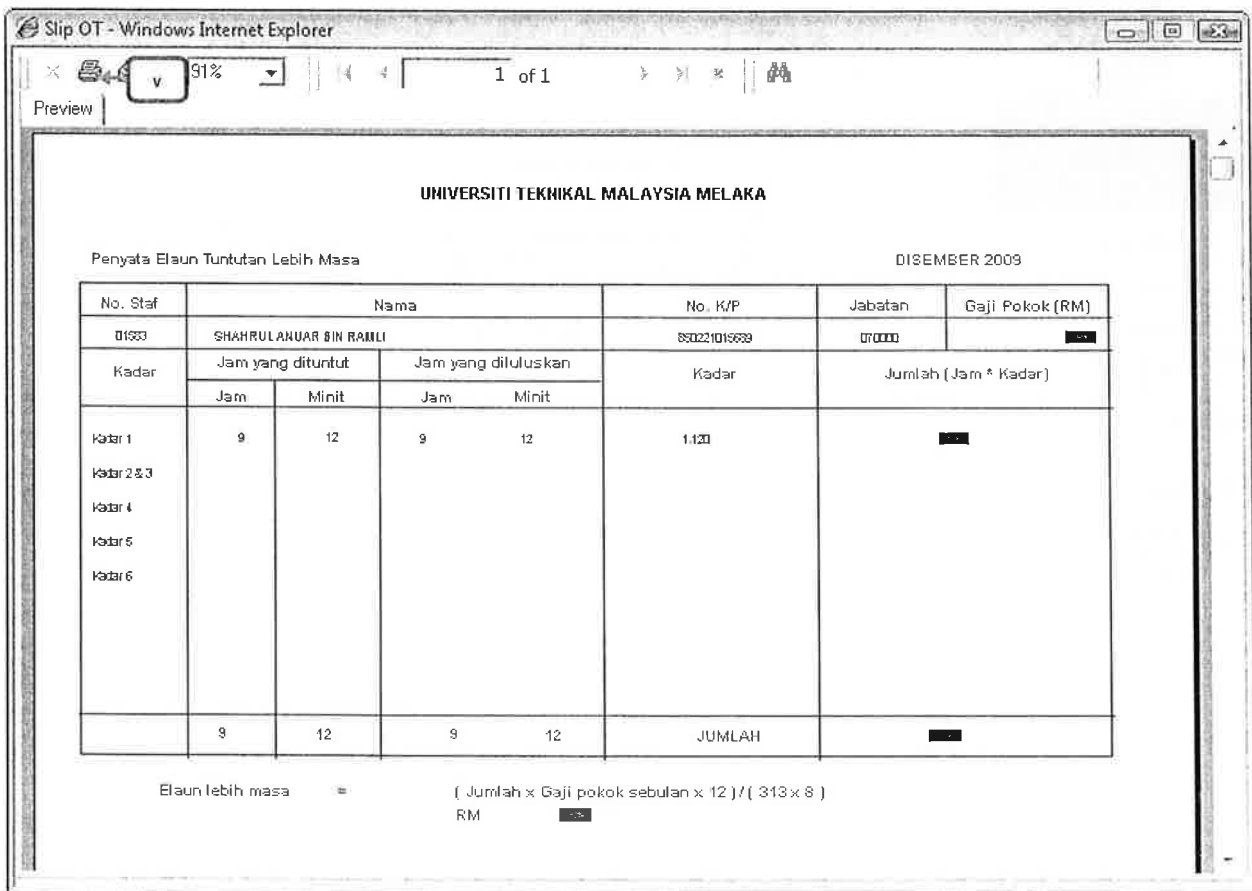 Slip OT - Windows Internet Explorer
v 91% 1 of 1
Preview
UNIVERSITI TEKNIKAL MALAYSIA MELAKA
Penyata Elaun Tuntutan Lebih Masa DISEMBER 2009
No. Staf Nama No. K/P Jabatan Gaji Pokok (RM)
01583 SHAHRUL ANUAR BIN RAMLI 070000
Kadar Jam yang dituntut Jam yang diluluskan Kadar Jumlah (Jam * Kadar)
Jam Minit Jam Minit
Kadar 1 9 12 9 12 1.120
Kadar 2 & 3
Kadar 4
Kadar 5
Kadar 6
9 12 9 12 JUMLAH
Elaun lebih masa = ( Jumlah x Gaji pokok sebulan x 12 ) / ( 313 x 8 )
RM